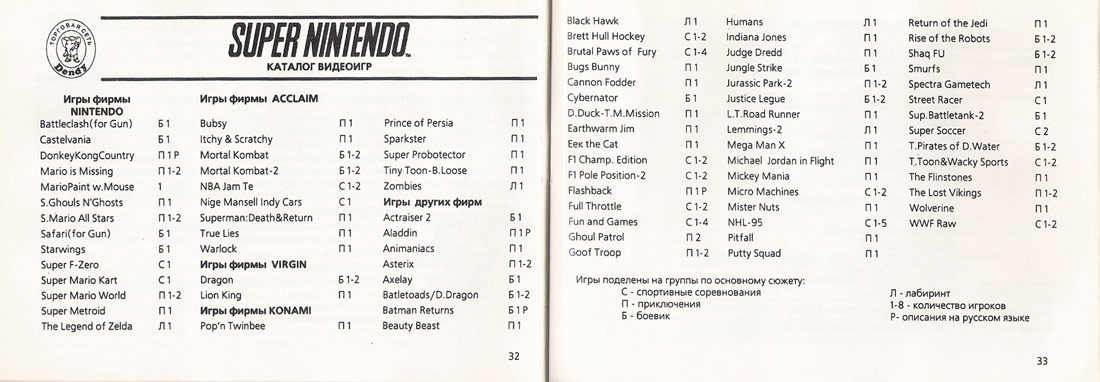 ТОРГОВАЯ СЕТЬ
Dendy
SUPER NINTENDO™
КАТАЛОГ ВИДЕОИГР
Игры фирмы
NINTENDO
Battleclash(for Gun) Б 1
Castelvania Б 1
DonkeyKongCountry П 1 Р
Mario is Missing П 1-2
MarioPaint w.Mouse 1
S.Ghouls N'Ghosts П 1
S.Mario All Stars П 1-2
Safari(for Gun) Б 1
Starwings Б 1
Super F-Zero С 1
Super Mario Kart С 1
Super Mario World П 1-2
Super Metroid П 1
The Legend of Zelda Л 1
Игры фирмы ACCLAIM
Bubsy П 1
Itchy & Scratchy П 1
Mortal Kombat Б 1-2
Mortal Kombat-2 Б 1-2
NBA Jam Te С 1-2
Nige Mansell Indy Cars С 1
Superman:Death&Return П 1
True Lies П 1
Warlock П 1
Игры фирмы VIRGIN
Dragon Б 1-2
Lion King П 1
Игры фирмы KONAMI
Pop'n Twinbee П 1
Prince of Persia П 1
Sparkster П 1
Super Probotector П 1
Tiny Toon-B.Loose П 1
Zombies Л 1
Игры других фирм
Actraiser 2 Б 1
Aladdin П 1 Р
Animaniacs П 1
Asterix П 1-2
Axelay Б 1
Batletoads/D.Dragon Б 1-2
Batman Returns Б 1 Р
Beauty Beast П 1
32
Black Hawk Л 1
Brett Hull Hockey С 1-2
Brutal Paws of Fury С 1-4
Bugs Bunny П 1
Cannon Fodder П 1
Cybernator Б 1
D.Duck-T.M.Mission П 1
Earthwarm Jim П 1
Eex the Cat П 1
F1 Champ. Edition С 1-2
F1 Pole Position-2 С 1-2
Flashback П 1 Р
Full Throttle С 1-2
Fun and Games С 1-4
Ghoul Patrol П 2
Goof Troop П 1-2
Humans Л 1
Indiana Jones П 1
Judge Dredd П 1
Jungle Strike Б 1
Jurassic Park-2 П 1-2
Justice Legue Б 1-2
L.T.Road Runner П 1
Lemmings-2 Л 1
Mega Man X П 1
Michael Jordan in Flight П 1
Mickey Mania П 1
Micro Machines С 1-2
Mister Nuts П 1
NHL-95 С 1-5
Pitfall П 1
Putty Squad П 1
Return of the Jedi П 1
Rise of the Robots Б 1-2
Shaq FU Б 1-2
Smurfs П 1
Spectra Gametech Л 1
Street Racer С 1
Sup.Battletank-2 Б 1
Super Soccer С 2
T.Pirates of D.Water Б 1-2
T.Toon&Wacky Sports С 1-2
The Flinstones П 1
The Lost Vikings П 1-2
Wolverine П 1
WWF Raw С 1-2
Игры поделены на группы по основному сюжету:
С - спортивные соревнования
П - приключения
Б - боевик
Л - лабиринт
1-8 - количество игроков
Р- описания на русском языке
33